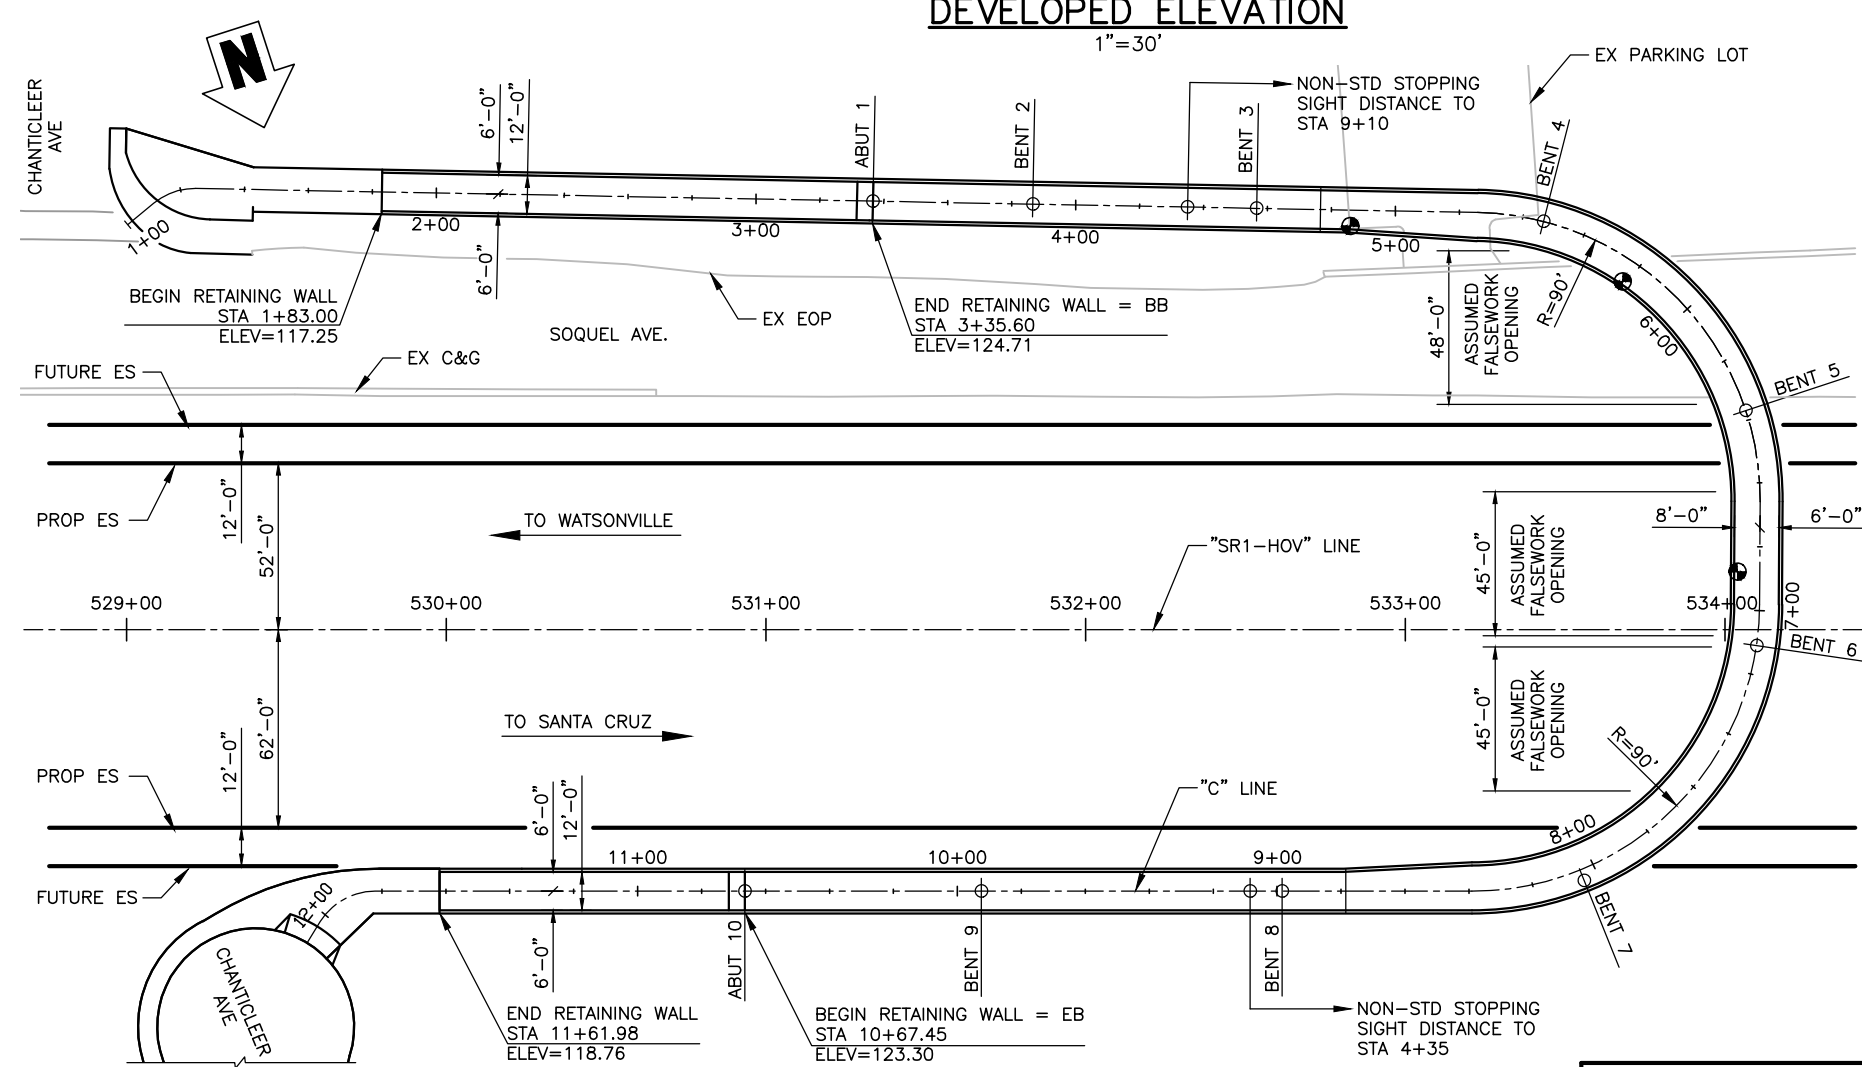 DEVELOPED ELEVATION
1"=30'
N
CHANTICLEER
AVE
6'-0"
12'-0"
ABUT 1
BENT 2
BENT 3
NON-STD STOPPING
SIGHT DISTANCE TO
STA 9+10
EX PARKING LOT
BENT 4
1+00
2+00
3+00
4+00
5+00
6'-0"
BEGIN RETAINING WALL
STA 1+83.00
ELEV=117.25
EX EOP
SOQUEL AVE.
END RETAINING WALL = BB
STA 3+35.60
ELEV=124.71
48'-0"
ASSUMED
FALSEWORK
OPENING
R=90'
6+00
EX C&G
FUTURE ES
BENT 5
PROP ES
12'-0"
52'-0"
TO WATSONVILLE
"SR1-HOV" LINE
45'-0"
ASSUMED
FALSEWORK
OPENING
8'-0"
6'-0"
529+00
530+00
531+00
532+00
533+00
534+00
7+00
BENT 6
TO SANTA CRUZ
62'-0"
12'-0"
45'-0"
ASSUMED
FALSEWORK
OPENING
R=90'
PROP ES
6'-0"
12'-0"
"C" LINE
8+00
11+00
10+00
9+00
FUTURE ES
12+00
CHANTICLEER
AVE
6'-0"
ABUT 10
BENT 9
BENT 8
BENT 7
END RETAINING WALL
STA 11+61.98
ELEV=118.76
BEGIN RETAINING WALL = EB
STA 10+67.45
ELEV=123.30
NON-STD STOPPING
SIGHT DISTANCE TO
STA 4+35